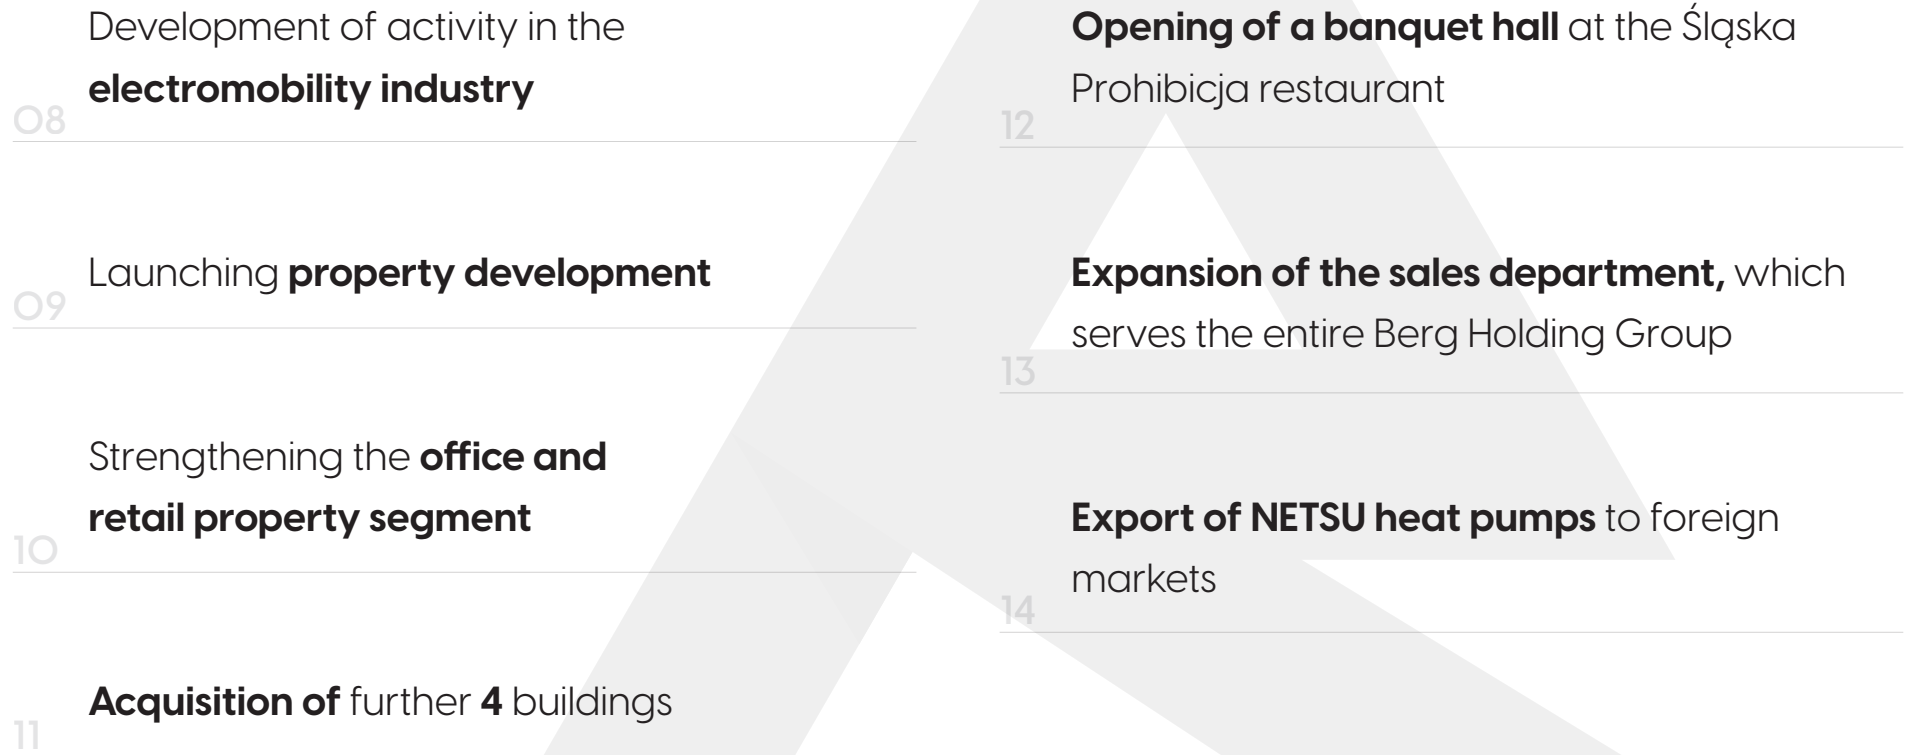 Development of activity in the
electromobility industry
08
Launching property development
09
Strengthening the office and
retail property segment
10
Acquisition of further 4 buildings
11
Opening of a banquet hall at the Śląska
Prohibicja restaurant
12
Expansion of the sales department, which
serves the entire Berg Holding Group
13
Export of NETSU heat pumps to foreign
markets
14